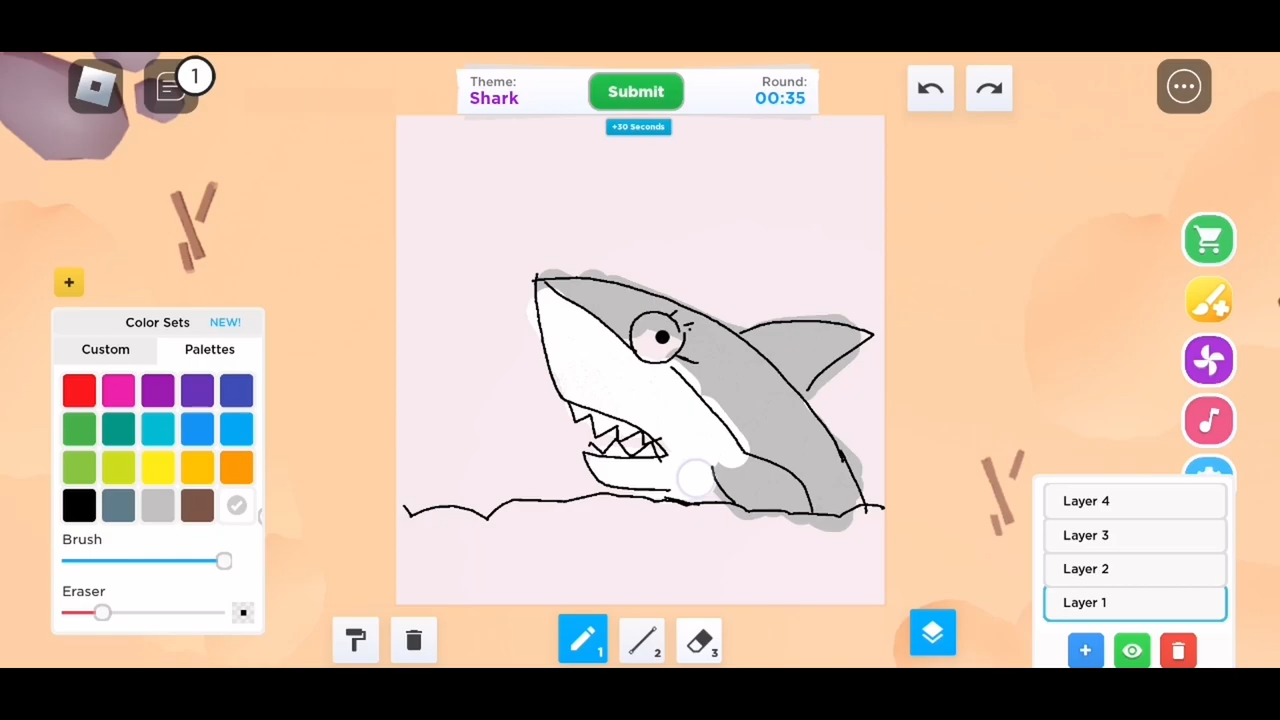 1
Theme:
Shark
Submit
Round:
00:35
+30 Seconds
+
Color Sets NEW!
Custom Palettes
Brush
Eraser
1
2
3
Layer 4
Layer 3
Layer 2
Layer 1
+